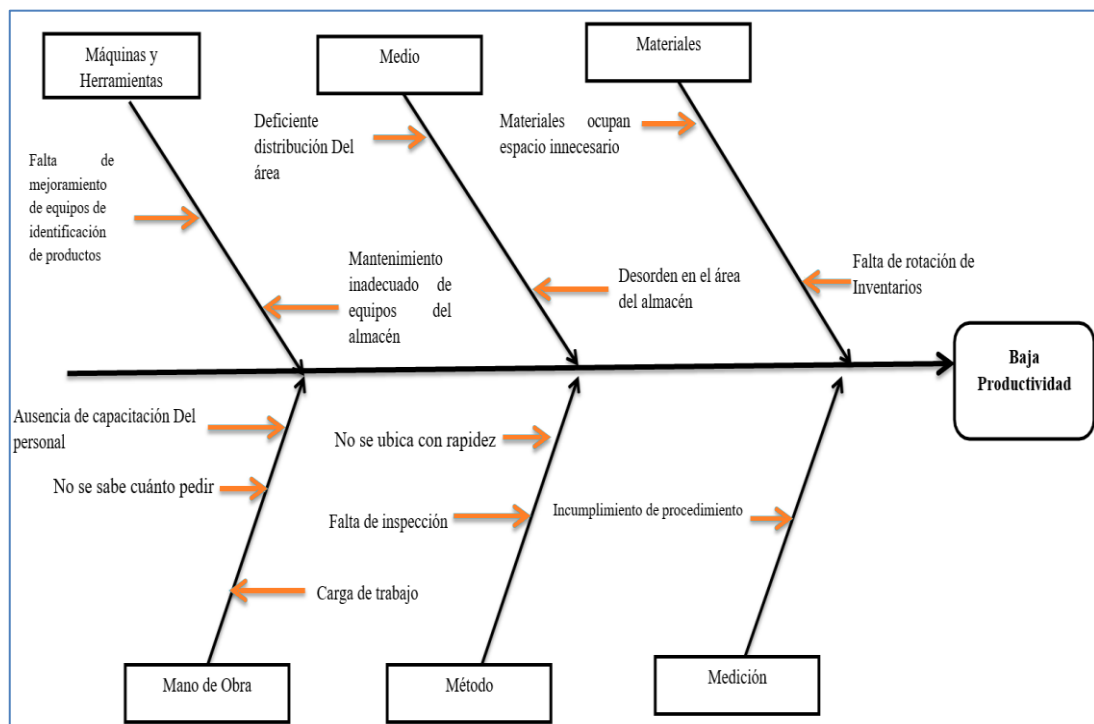 Máquinas y
Herramientas
Medio
Materiales
Falta de
mejoramiento
de equipos de
identificación
de productos
Deficiente
distribución Del
área
Materiales ocupan
espacio innecesario
Mantenimiento
inadecuado de
equipos del
almacén
Desorden en el área
del almacén
Falta de rotación de
Inventarios
Baja
Productividad
Ausencia de capacitación Del
personal
No se sabe cuánto pedir
Carga de trabajo
No se ubica con rapidez
Falta de inspección
Incumplimiento de procedimiento
Mano de Obra
Método
Medición